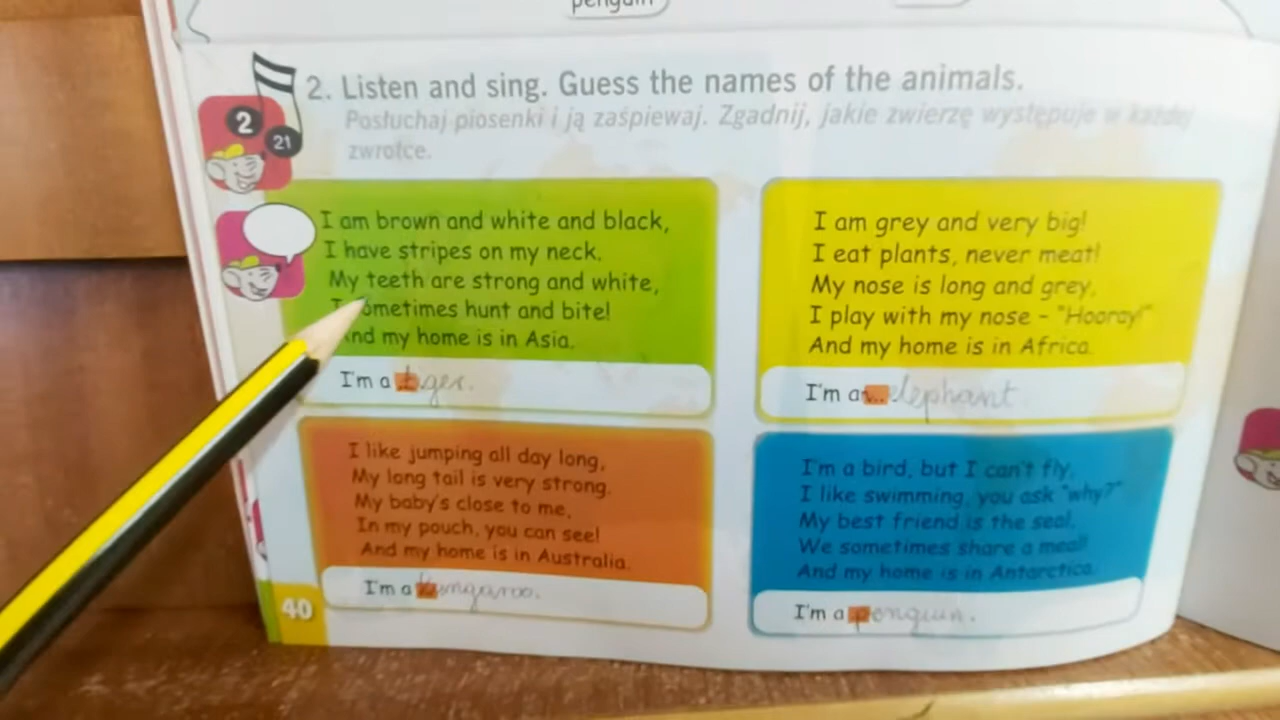 penguin
2. Listen and sing. Guess the names of the animals.
Posłuchaj piosenki i ją zaśpiewaj. Zgadnij, jakie zwierzę występuje w każdej
zwrotce.
2
21
I am brown and white and black,
I have stripes on my neck.
My teeth are strong and white,
I sometimes hunt and bite!
And my home is in Asia.
I'm a tiger.
I am grey and very big!
I eat plants, never meat!
My nose is long and grey,
I play with my nose - "Hooray!"
And my home is in Africa.
I'm an elephant
I like jumping all day long,
My long tail is very strong.
My baby's close to me,
In my pouch, you can see!
And my home is in Australia.
I'm a kangaroo.
I'm a bird, but I can't fly,
I like swimming, you ask "why?"
My best friend is the seal,
We sometimes share a meal!
And my home is in Antarctica.
I'm a penguin.
40